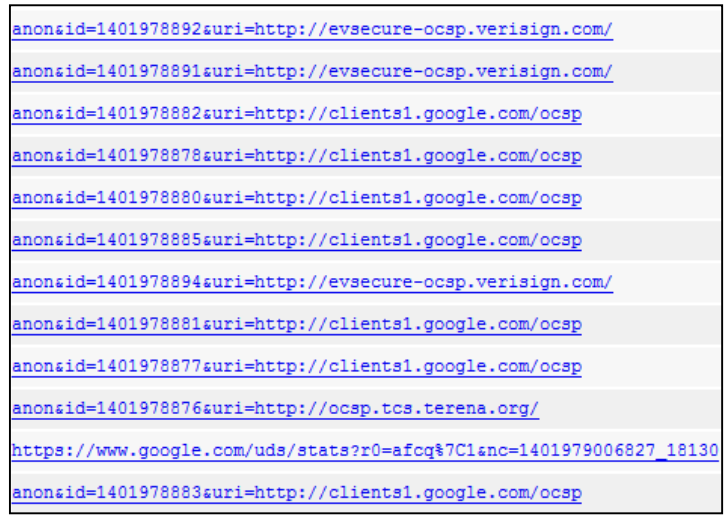 anon&id=1401978892&uri=http://evsecure-ocsp.verisign.com/
anon&id=1401978891&uri=http://evsecure-ocsp.verisign.com/
anon&id=1401978882&uri=http://clients1.google.com/ocsp
anon&id=1401978878&uri=http://clients1.google.com/ocsp
anon&id=1401978880&uri=http://clients1.google.com/ocsp
anon&id=1401978885&uri=http://clients1.google.com/ocsp
anon&id=1401978894&uri=http://evsecure-ocsp.verisign.com/
anon&id=1401978881&uri=http://clients1.google.com/ocsp
anon&id=1401978877&uri=http://clients1.google.com/ocsp
anon&id=1401978876&uri=http://ocsp.tcs.terena.org/
https://www.google.com/uds/stats?r0=afcq%7C1&nc=1401979006827_18130
anon&id=1401978883&uri=http://clients1.google.com/ocsp